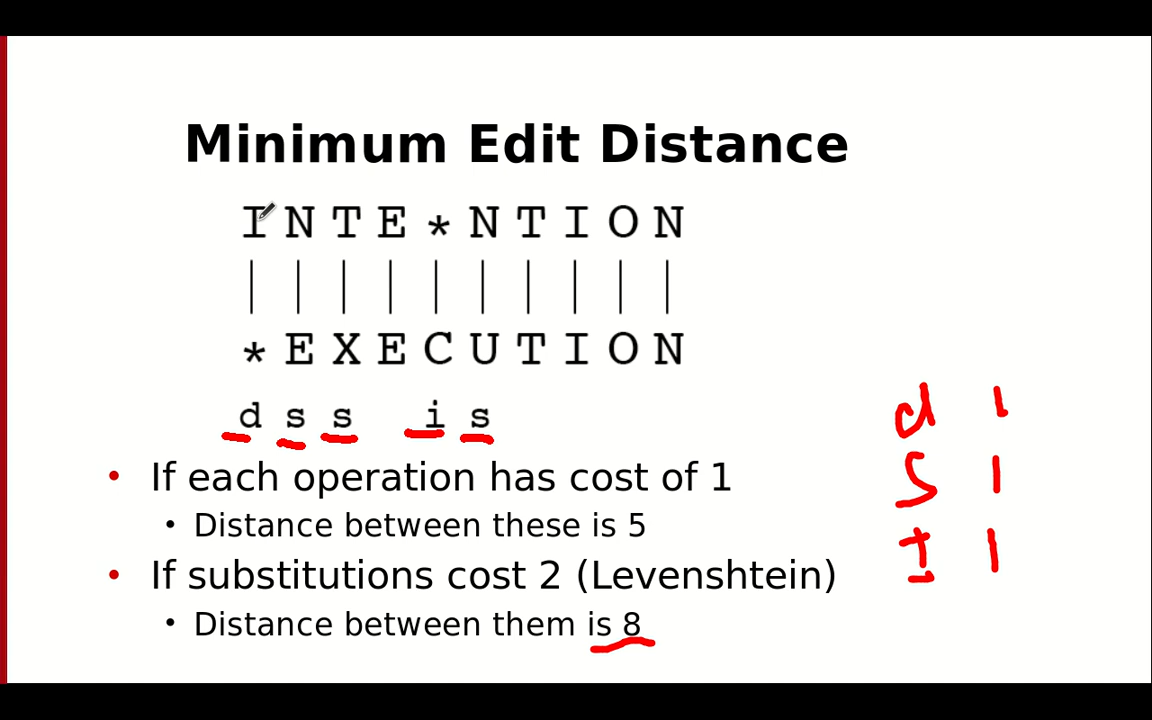 Minimum Edit Distance
I N T E * N T I O N
| | | | | | | | | |
* E X E C U T I O N
d s s i s
• If each operation has cost of 1
• Distance between these is 5
• If substitutions cost 2 (Levenshtein)
• Distance between them is 8
d 1
S 1
I 1